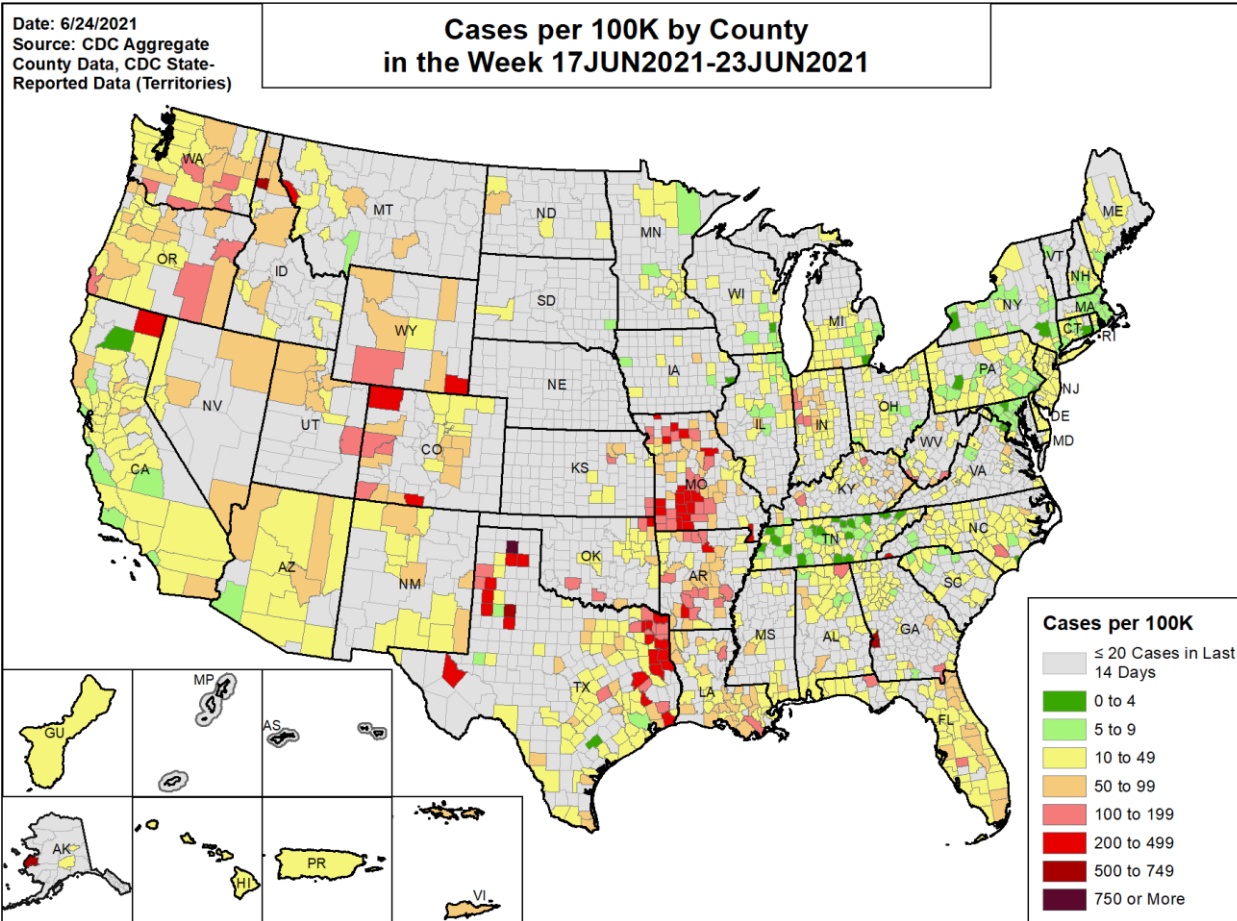 Date: 6/24/2021
Source: CDC Aggregate
County Data, CDC State-
Reported Data (Territories)
Cases per 100K by County
in the Week 17JUN2021-23JUN2021
WA
MT
ND
MN
ME
OR
ID
SD
WI
MI
VT
NH
NY
MA
CT
RI
WY
IA
NE
PA
NJ
NV
UT
CO
IL
IN
OH
DE
MD
WV
VA
CA
KS
MO
KY
AZ
NM
OK
AR
TN
NC
SC
MS
AL
GA
TX
LA
FL
GU
MP
AS
AK
HI
PR
VI
Cases per 100K
≤ 20 Cases in Last
14 Days
0 to 4
5 to 9
10 to 49
50 to 99
100 to 199
200 to 499
500 to 749
750 or More